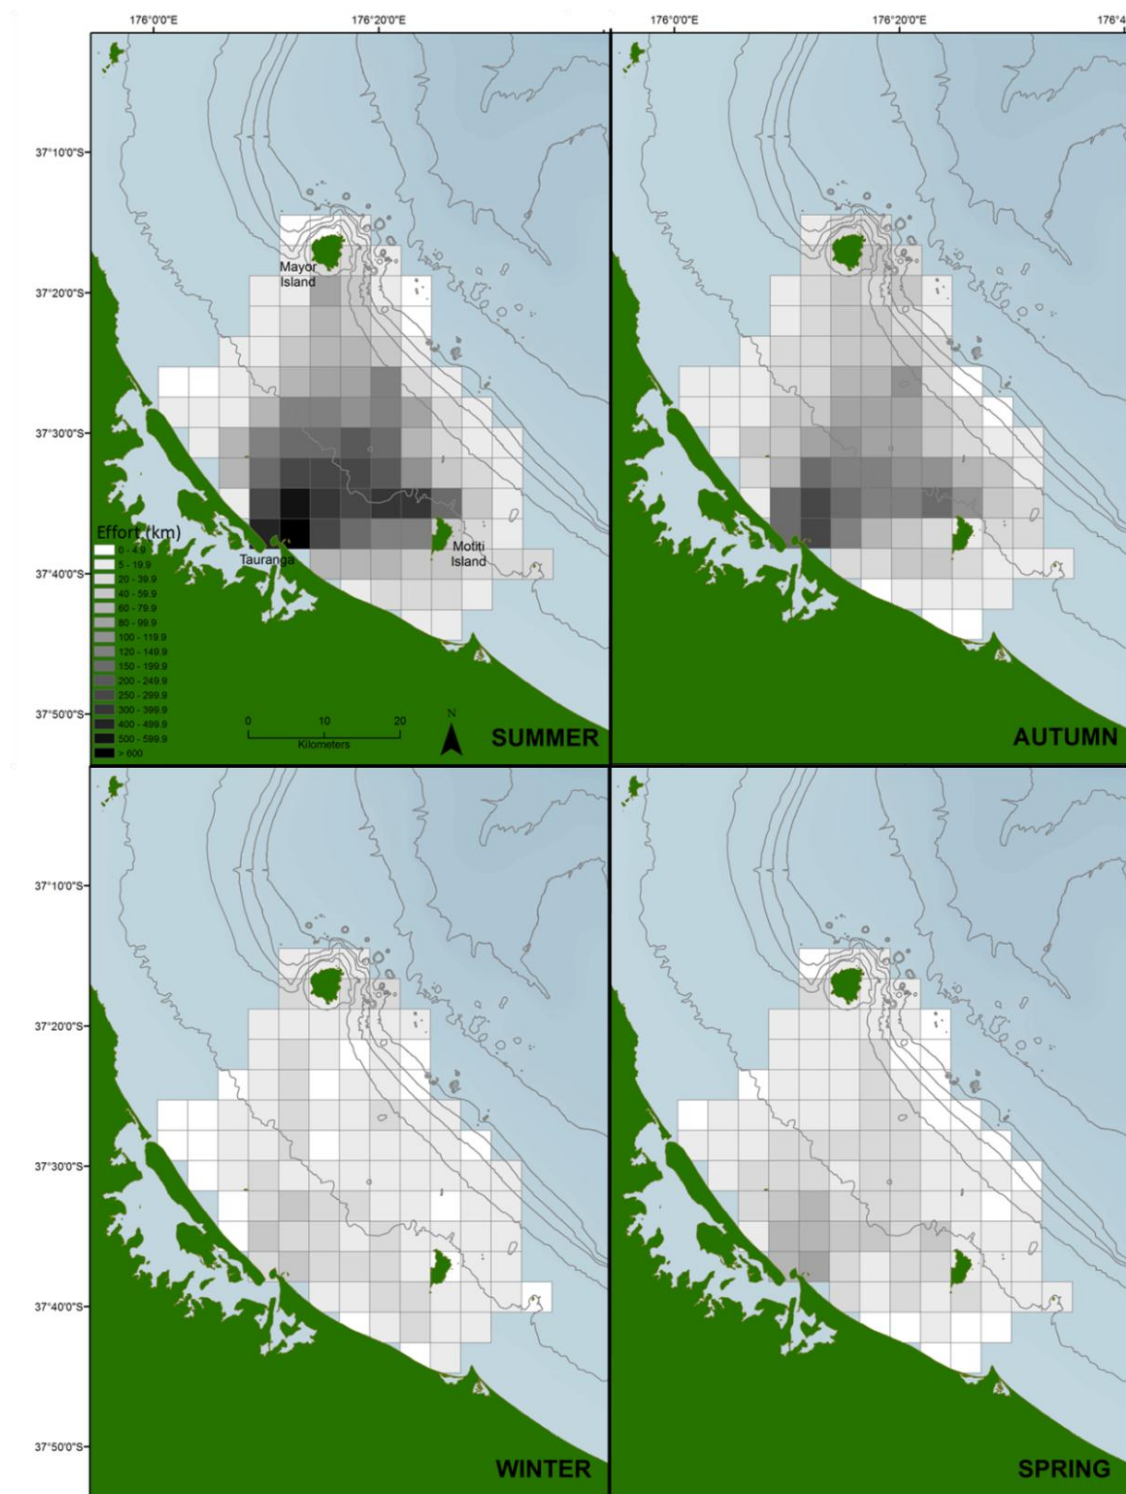 176°0'0"E
176°20'0"E
176°0'0"E
176°20'0"E
176°4
37°10'0"S
37°20'0"S
37°30'0"S
37°40'0"S
37°50'0"S
Mayor
Island
Effort (km)
0 - 4.9
5 - 19.9
20 - 39.9
40 - 59.9
60 - 79.9
80 - 99.9
100 - 119.9
120 - 149.9
150 - 199.9
200 - 249.9
250 - 299.9
300 - 399.9
400 - 499.9
500 - 599.9
> 600
Tauranga
Motiti
Island
0 10 20
Kilometers
N
SUMMER
AUTUMN
37°10'0"S
37°20'0"S
37°30'0"S
37°40'0"S
37°50'0"S
WINTER
SPRING